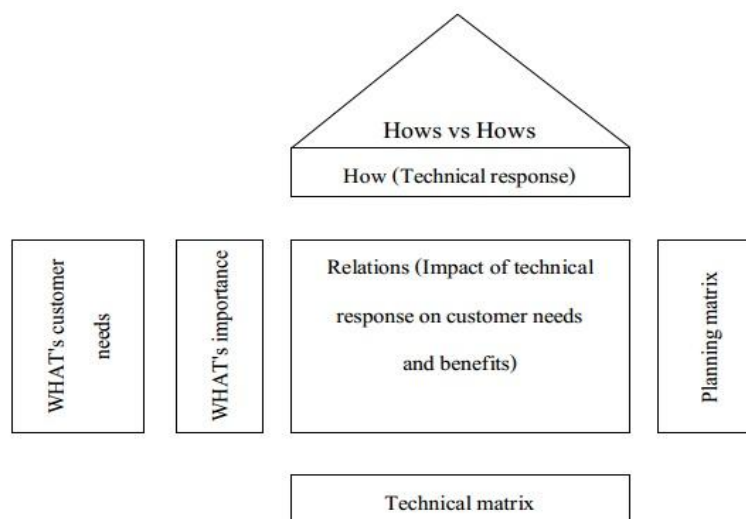 Hows vs Hows
How (Technical response)
WHAT's customer
needs
WHAT's importance
Relations (Impact of technical
response on customer needs
and benefits)
Planning matrix
Technical matrix